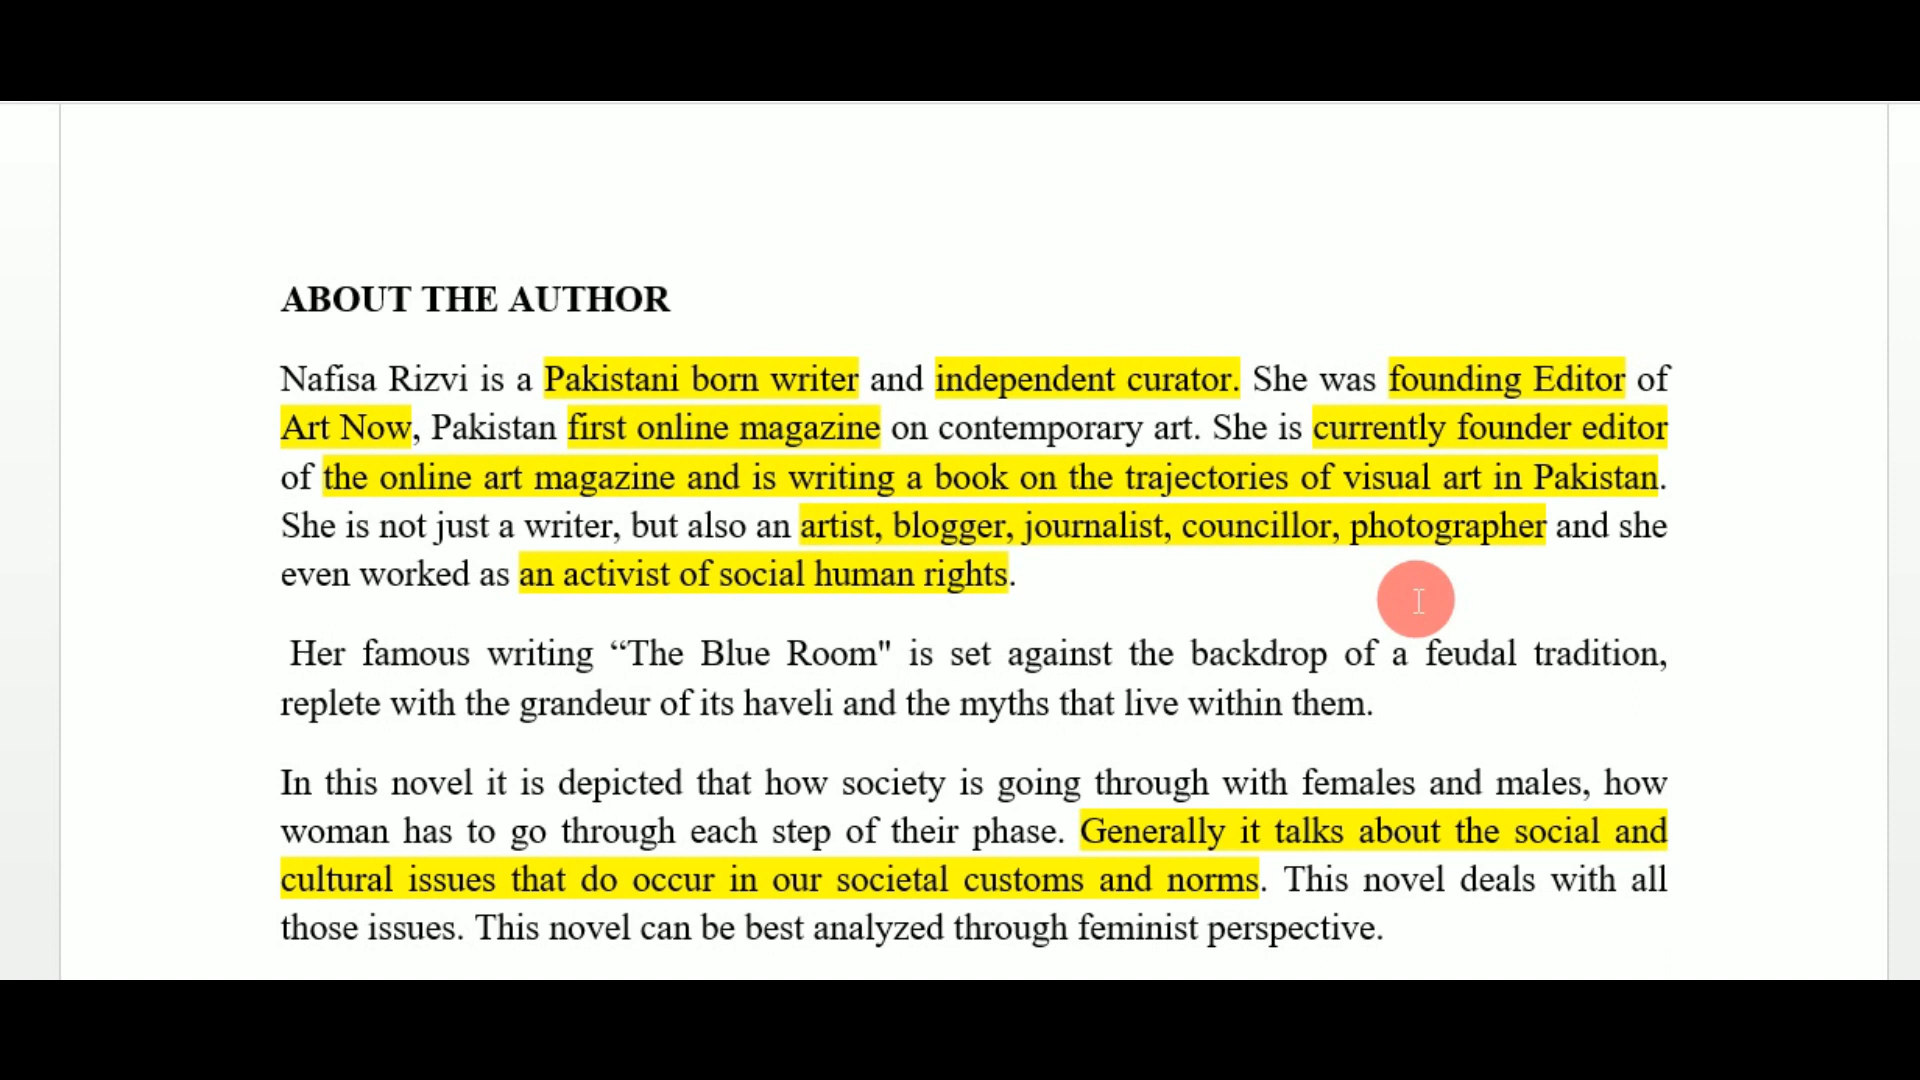 ABOUT THE AUTHOR
Nafisa Rizvi is a Pakistani born writer and independent curator. She was founding Editor of
Art Now, Pakistan first online magazine on contemporary art. She is currently founder editor
of the online art magazine and is writing a book on the trajectories of visual art in Pakistan.
She is not just a writer, but also an artist, blogger, journalist, councillor, photographer and she
even worked as an activist of social human rights.
Her famous writing “The Blue Room" is set against the backdrop of a feudal tradition,
replete with the grandeur of its haveli and the myths that live within them.
In this novel it is depicted that how society is going through with females and males, how
woman has to go through each step of their phase. Generally it talks about the social and
cultural issues that do occur in our societal customs and norms. This novel deals with all
those issues. This novel can be best analyzed through feminist perspective.